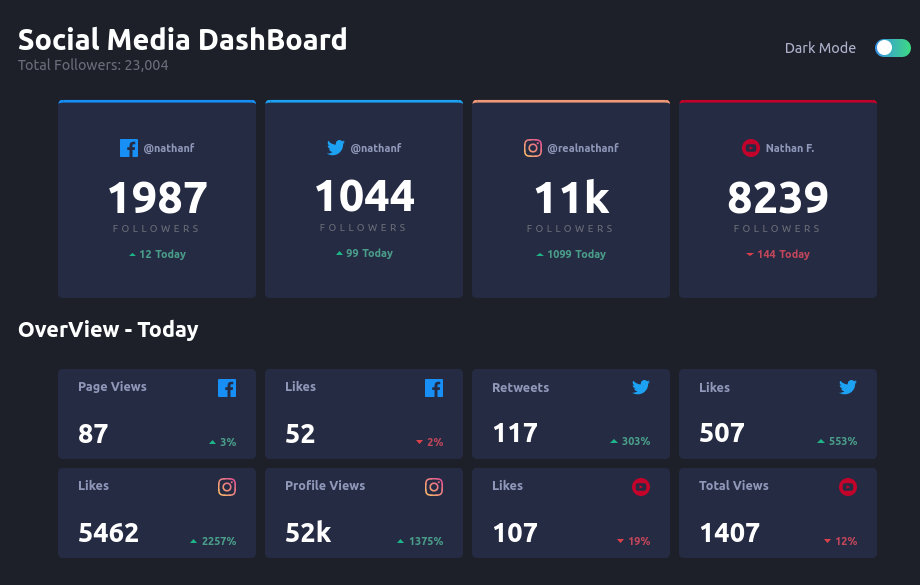 Social Media DashBoard
Total Followers: 23,004
Dark Mode
@nathanf
1987
FOLLOWERS
12 Today
@nathanf
1044
FOLLOWERS
99 Today
@realnathanf
11k
FOLLOWERS
1099 Today
Nathan F.
8239
FOLLOWERS
144 Today
OverView - Today
Page Views
87
3%
Likes
52
2%
Retweets
117
303%
Likes
507
553%
Likes
5462
2257%
Profile Views
52k
1375%
Likes
107
19%
Total Views
1407
12%